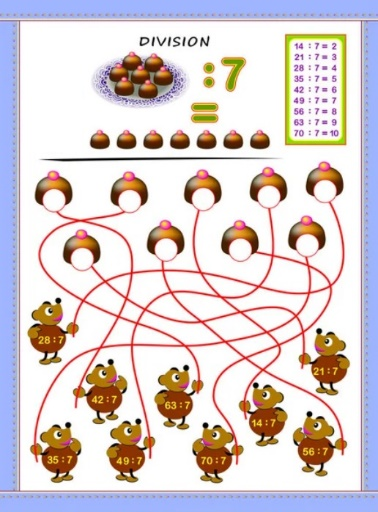 DIVISION
:7
=
14 : 7 = 2
21 : 7 = 3
28 : 7 = 4
35 : 7 = 5
42 : 7 = 6
49 : 7 = 7
56 : 7 = 8
63 : 7 = 9
70 : 7 = 10
28:7
21:7
42:7
63:7
14:7
35:7
49:7
70:7
56:7